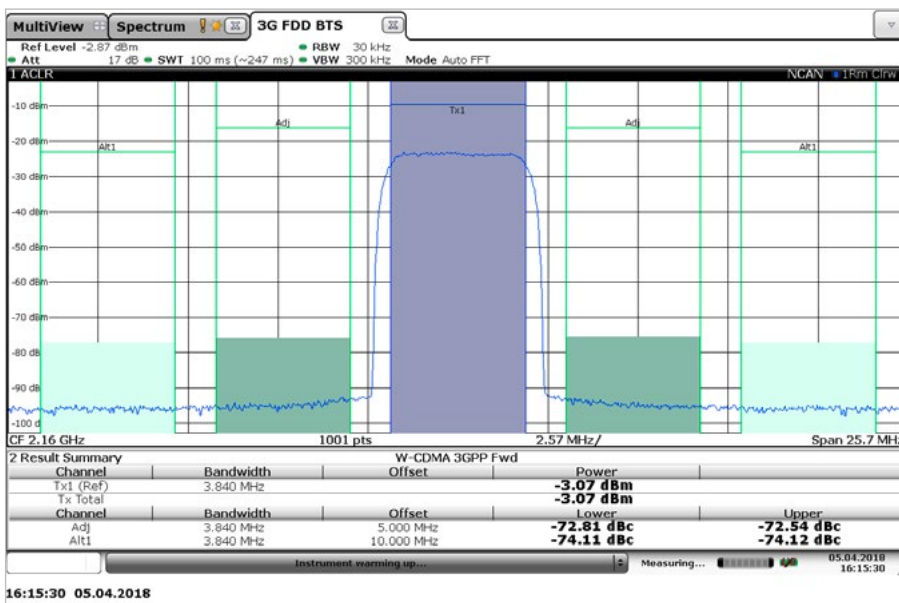 MultiView Spectrum 3G FDD BTS
Ref Level -2.87 dBm RBW 30 kHz
Att 17 dB SWT 100 ms (~247 ms) VBW 300 kHz Mode Auto FFT
1 ACLR NCAN 1Rm Clrw
-10 dBm
Tx1
Adj Adj
-20 dBm
Alt1 Alt1
-30 dBm
-40 dBm
-50 dBm
-60 dBm
-70 dBm
-80 dB
-90 dB
-100 d
CF 2.16 GHz 1001 pts 2.57 MHz/ Span 25.7 MH
2 Result Summary W-CDMA 3GPP Fwd
Channel Bandwidth Offset Power
Tx1 (Ref) 3.840 MHz -3.07 dBm
Tx Total -3.07 dBm
Channel Bandwidth Offset Lower Upper
Adj 3.840 MHz 5.000 MHz -72.81 dBc -72.54 dBc
Alt1 3.840 MHz 10.000 MHz -74.11 dBc -74.12 dBc
Instrument warming up... Measuring... 05.04.2018
16:15:30
16:15:30 05.04.2018